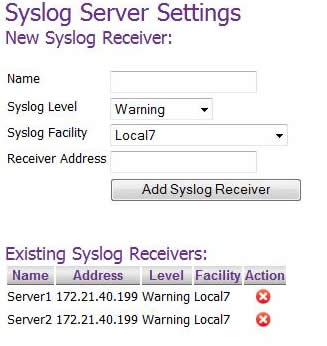 Syslog Server Settings
New Syslog Receiver:
Name
Syslog Level Warning
Syslog Facility Local7
Receiver Address
Add Syslog Receiver
Existing Syslog Receivers:
Name Address Level Facility Action
Server1 172.21.40.199 Warning Local7
Server2 172.21.40.199 Warning Local7